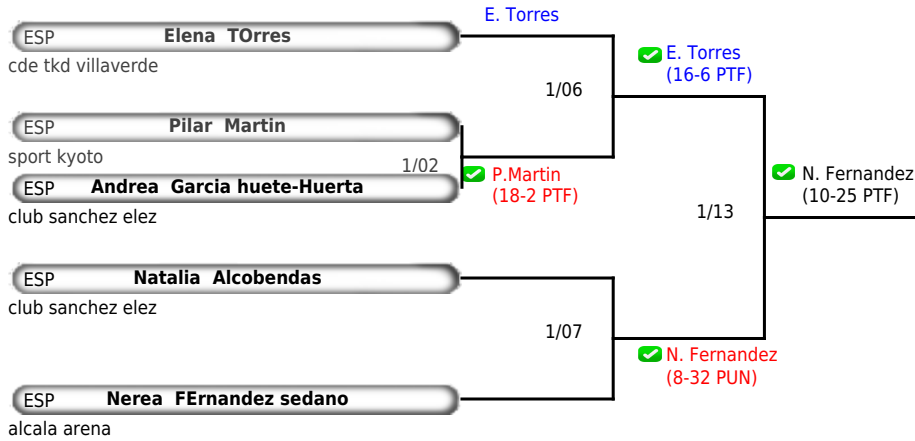 E. Torres
ESP Elena TOrres
cde tkd villaverde
E. Torres
(16-6 PTF)
1/06
ESP Pilar Martin
sport kyoto
1/02
P.Martin
(18-2 PTF)
ESP Andrea Garcia huete-Huerta
club sanchez elez
N. Fernandez
(10-25 PTF)
1/13
ESP Natalia Alcobendas
club sanchez elez
1/07
N. Fernandez
(8-32 PUN)
ESP Nerea FErnandez sedano
alcala arena